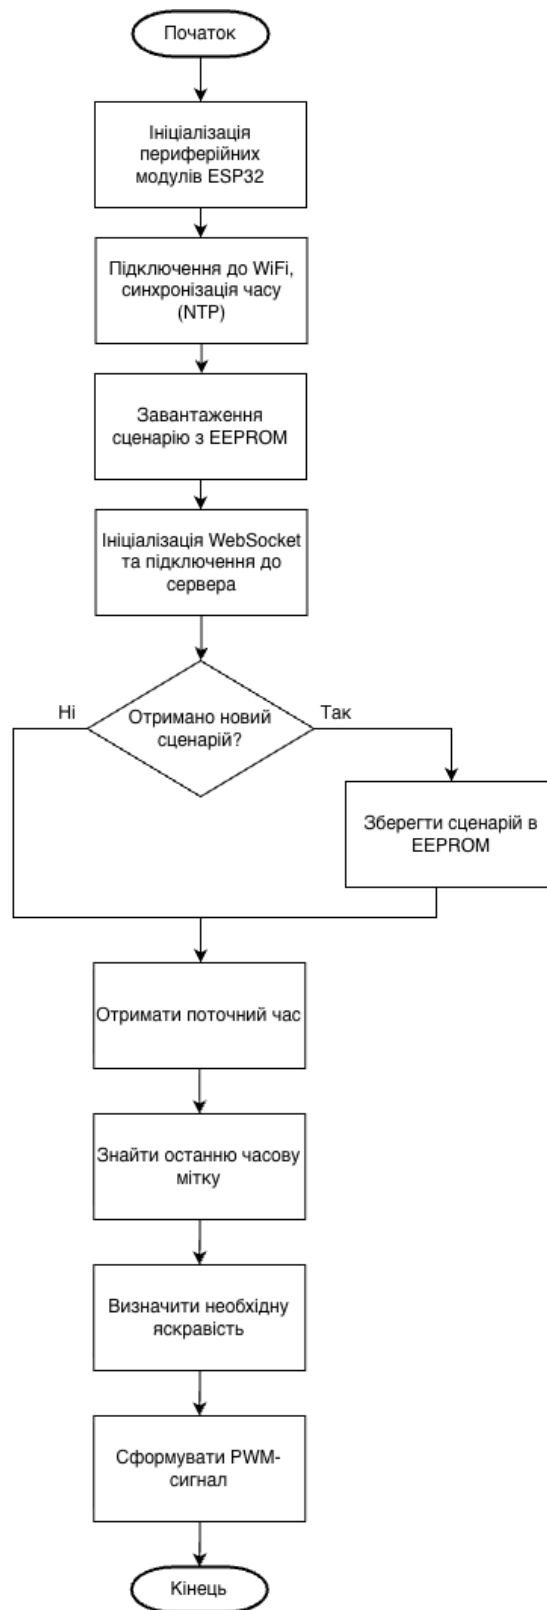 Початок
Ініціалізація
периферійних
модулів ESP32
Підключення до WiFi,
синхронізація часу
(NTP)
Завантаження
сценарію з EEPROM
Ініціалізація WebSocket
та підключення до
сервера
Ні
Отримано новий
сценарій?
Так
Зберегти сценарій в
EEPROM
Отримати поточний час
Знайти останню часову
мітку
Визначити необхідну
яскравість
Сформувати PWM-
сигнал
Кінець